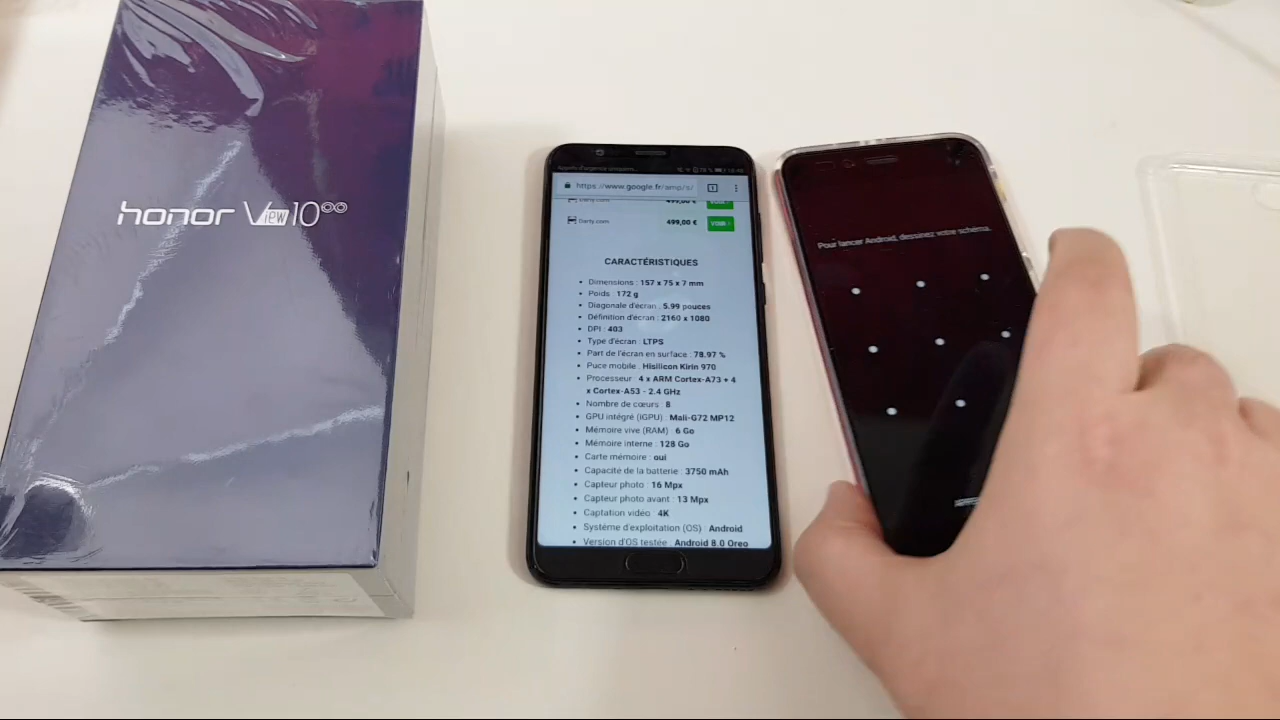 honor View 10
https://www.google.fr/amp/s/
Darty.com 499,00 € VOIR !
CARACTÉRISTIQUES
• Dimensions : 157 x 75 x 7 mm
• Poids : 172 g
• Diagonale d'écran : 5.99 pouces
• Définition d'écran : 2160 x 1080
• DPI : 403
• Type d'écran : LTPS
• Part de l'écran en surface : 78.97 %
• Puce mobile : Hisilicon Kirin 970
• Processeur : 4 x ARM Cortex-A73 + 4
x Cortex-A53 - 2.4 GHz
• Nombre de cœurs : 8
• GPU intégré (iGPU) : Mali-G72 MP12
• Mémoire vive (RAM) : 6 Go
• Mémoire interne : 128 Go
• Carte mémoire : oui
• Capacité de la batterie : 3750 mAh
• Capteur photo : 16 Mpx
• Capteur photo avant : 13 Mpx
• Captation vidéo : 4K
• Système d'exploitation (OS) : Android
• Version d'OS testée : Android 8.0 Oreo
Pour lancer Android, dessinez votre schéma.